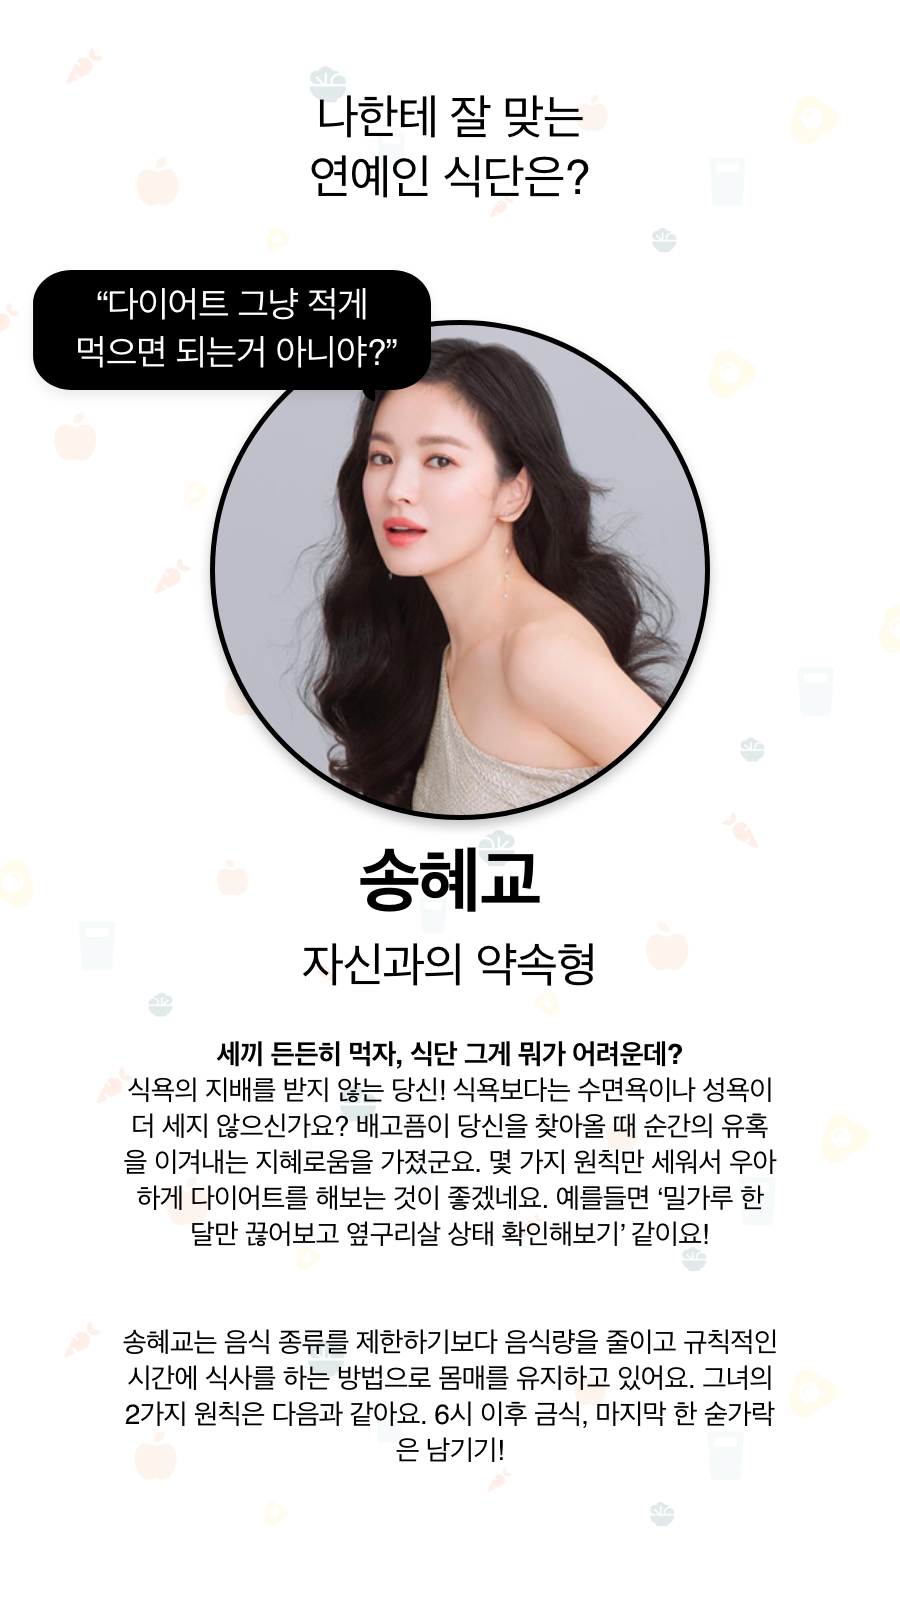 나한테 잘 맞는
연예인 식단은?
“다이어트 그냥 적게
먹으면 되는거 아니야?”
송혜교
자신과의 약속형
세끼 든든히 먹자, 식단 그게 뭐가 어려운데?
식욕의 지배를 받지 않는 당신! 식욕보다는 수면욕이나 성욕이
더 세지 않으신가요? 배고픔이 당신을 찾아올 때 순간의 유혹
을 이겨내는 지혜로움을 가졌군요. 몇 가지 원칙만 세워서 우아
하게 다이어트를 해보는 것이 좋겠네요. 예를들면 ‘밀가루 한
달만 끊어보고 옆구리살 상태 확인해보기’ 같이요!
송혜교는 음식 종류를 제한하기보다 음식량을 줄이고 규칙적인
시간에 식사를 하는 방법으로 몸매를 유지하고 있어요. 그녀의
2가지 원칙은 다음과 같아요. 6시 이후 금식, 마지막 한 숟가락
은 남기기!